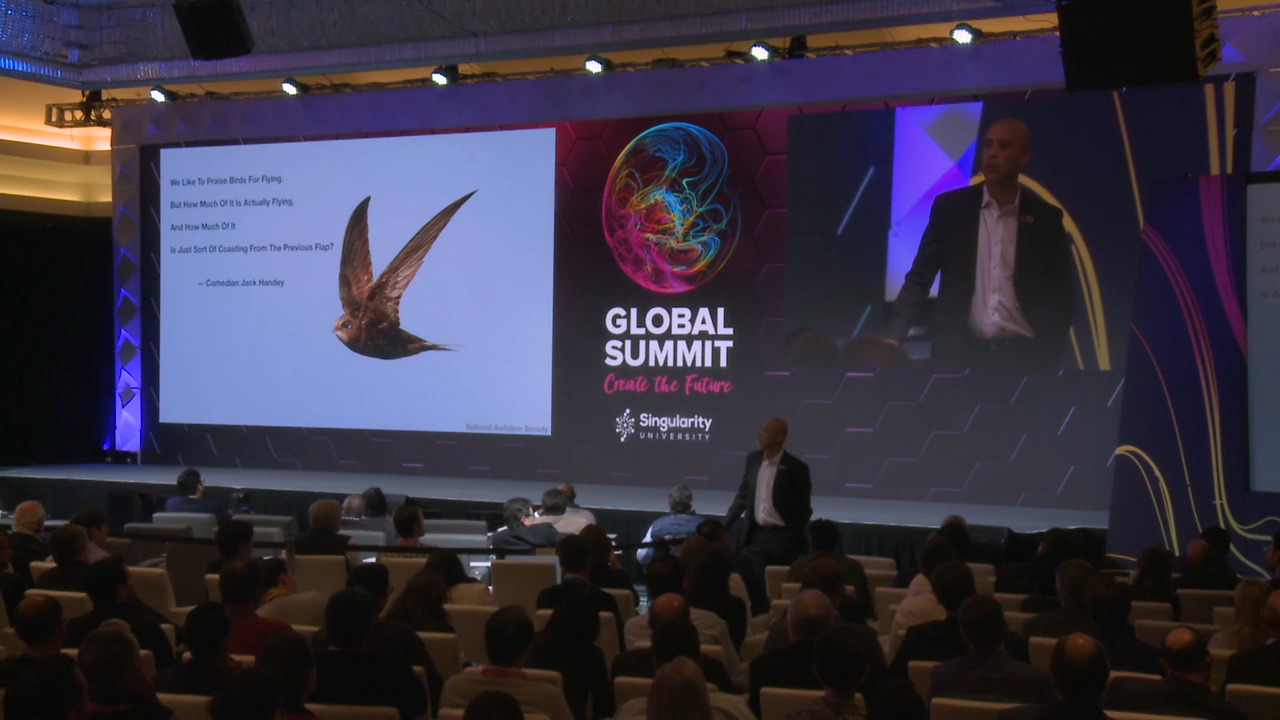 We Like To Praise Birds For Flying.
But How Much Of It Is Actually Flying,
And How Much Of It
Is Just Sort Of Coasting From The Previous Flap?
— Comedian Jack Handey
National Audubon Society
GLOBAL
SUMMIT
Create the Future
Singularity
UNIVERSITY